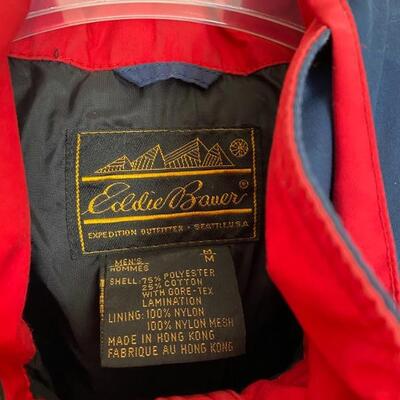 Eddie Bauer®
EXPEDITION OUTFITTER • SEATTLE, U.S.A.
MEN'S M
HOMMES M
SHELL: 75% POLYESTER
25% COTTON
WITH GORE-TEX
LAMINATION
LINING: 100% NYLON
100% NYLON MESH
MADE IN HONG KONG
FABRIQUE AU HONG KONG